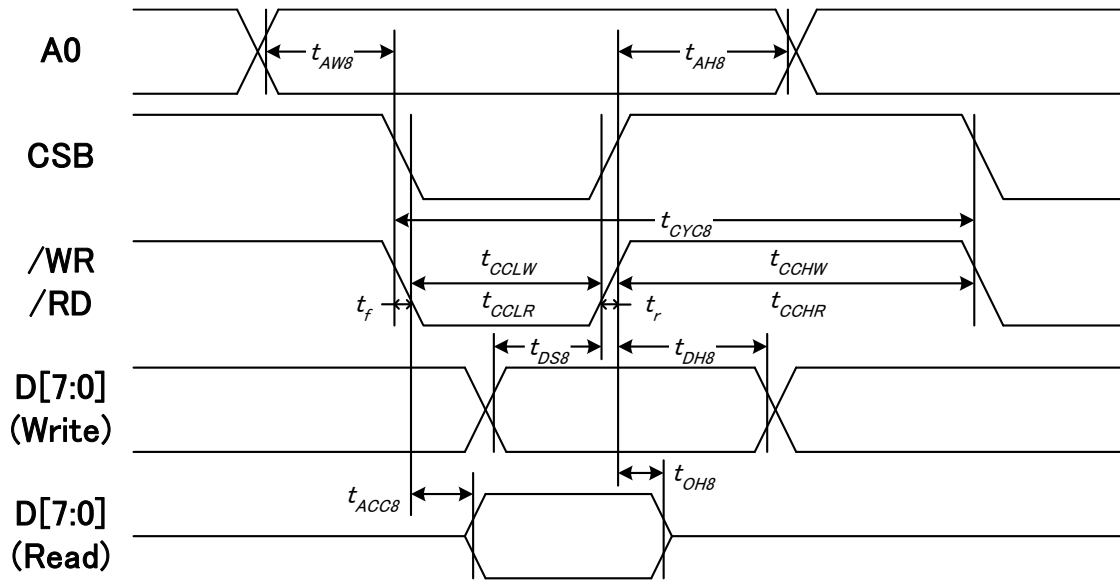 A0
tAW8
tAH8
CSB
tCYC8
/WR
/RD
tCCLW
tCCHW
tf
tCCLR
tr
tCCHR
tDS8
tDH8
D[7:0]
(Write)
tACC8
tOH8
D[7:0]
(Read)